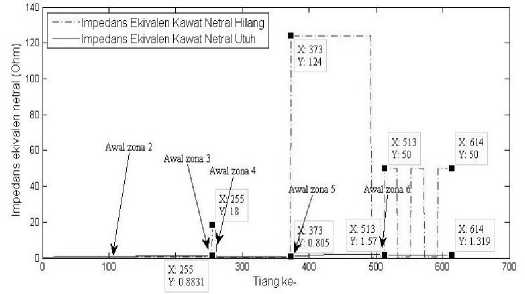 140
120
100
80
60
40
20
0
Impedans ekivalen netral (Ohm)
Impedans Ekivalen Kawat Netral Hilang
Impedans Ekivalen Kawat Netral Utuh
X: 373
Y: 124
X: 513
Y: 50
X: 614
Y: 50
Awal zona 2
Awal zona 3
Awal zona 4
X: 255
Y: 18
Awal zona 5
Awal zona 6
X: 373
Y: 0.805
X: 513
Y: 1.57
X: 614
Y: 1.319
X: 255
Y: 0.8831
0 100 200 300 400 500 600 700
Tiang ke-